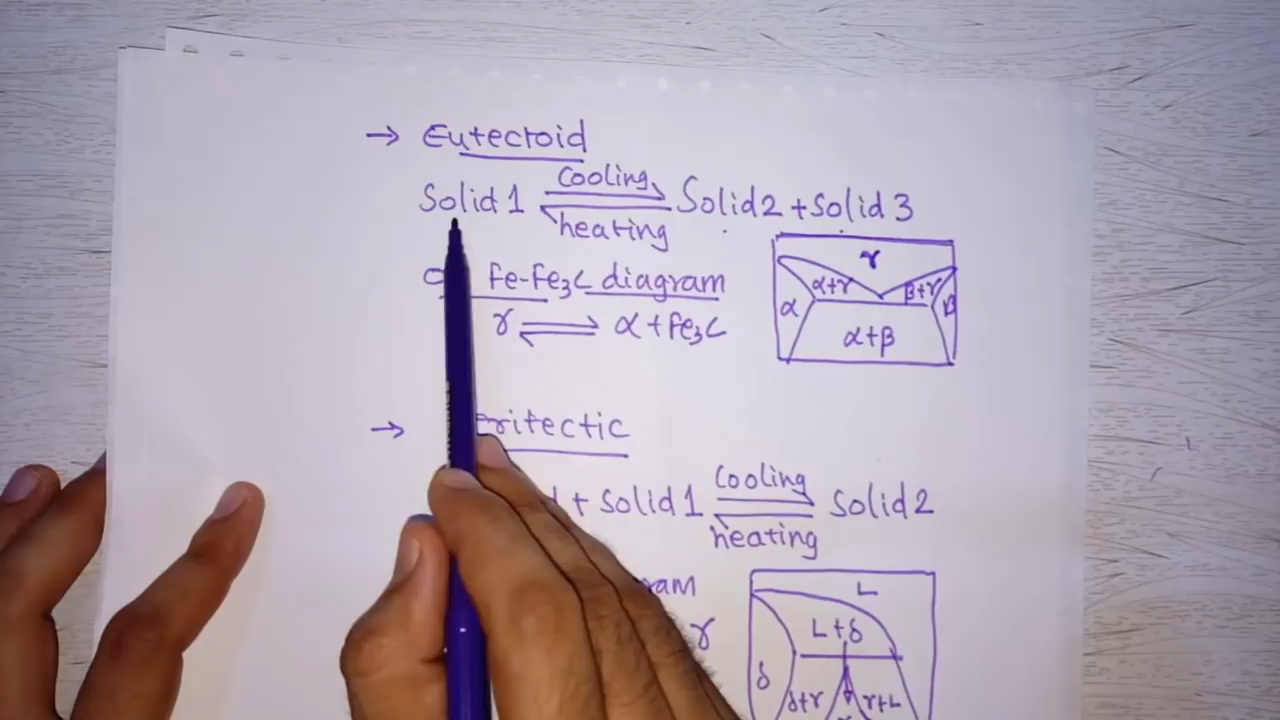 → Eutectoid
Cooling
Solid 1 ⇌ Solid2 + Solid 3
heating
Fe-Fe₃C diagram
γ ⇌ α + Fe₃C
γ
α+γ β+γ
α β
α+β
→ eritectic
Cooling
+ Solid 1 ⇌ Solid 2
heating
ram
γ
L
L+δ
δ
δ+γ γ+L